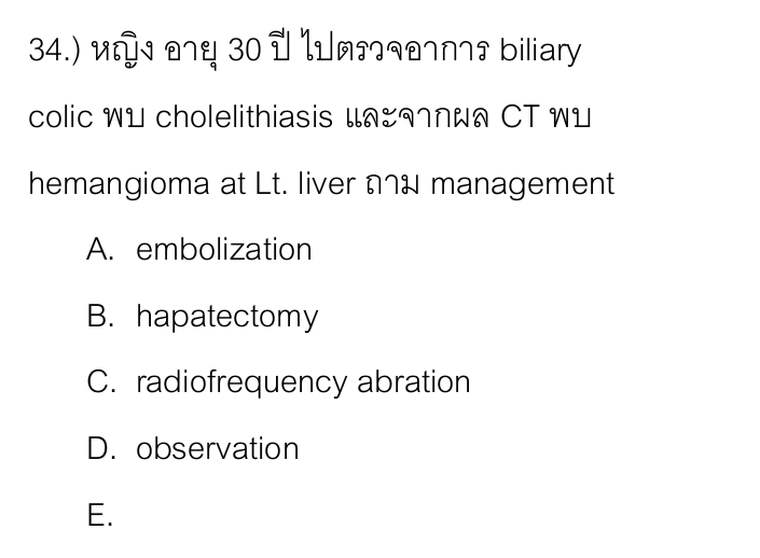 34.) หญิง อายุ 30 ปี ไปตรวจอาการ biliary
colic พบ cholelithiasis และจากผล CT พบ
hemangioma at Lt. liver ถาม management
A. embolization
B. hapatectomy
C. radiofrequency abration
D. observation
E.